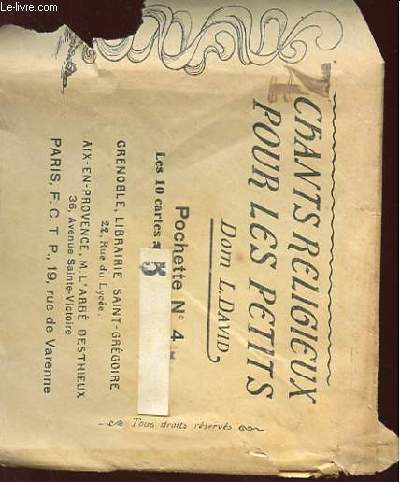 Le-livre.com
CHANTS RELIGIEUX
POUR LES PETITS
Dom L. DAVID
Pochette Nº 4
Les 10 cartes
5
GRENOBLE, LIBRAIRIE SAINT-GRÉGOIRE
22, Rue du Lycée.
AIX-EN-PROVENCE, M. L'ABBÉ BESTHIEUX
36, Avenue Sainte-Victoire
PARIS, F. C. T. P., 19, rue de Varenne
Tous droits réservés